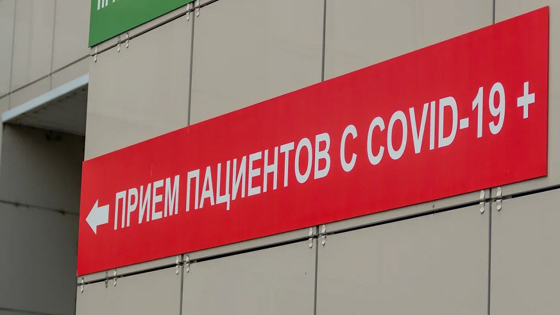 ПРИЕМ ПАЦИЕНТОВ С COVID-19 +